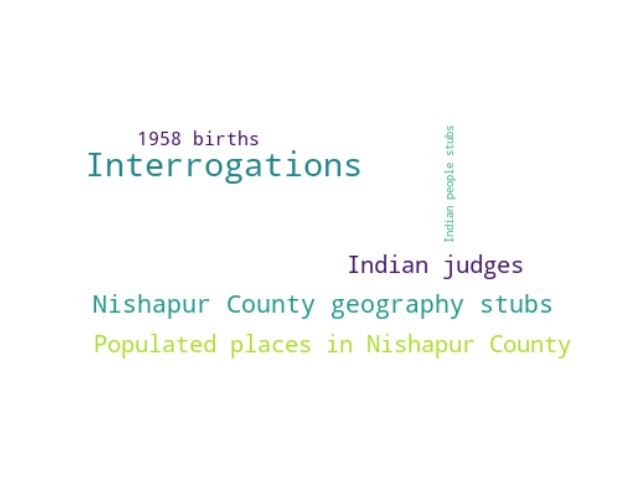 1958 births
Interrogations
Indian people stubs
Indian judges
Nishapur County geography stubs
Populated places in Nishapur County